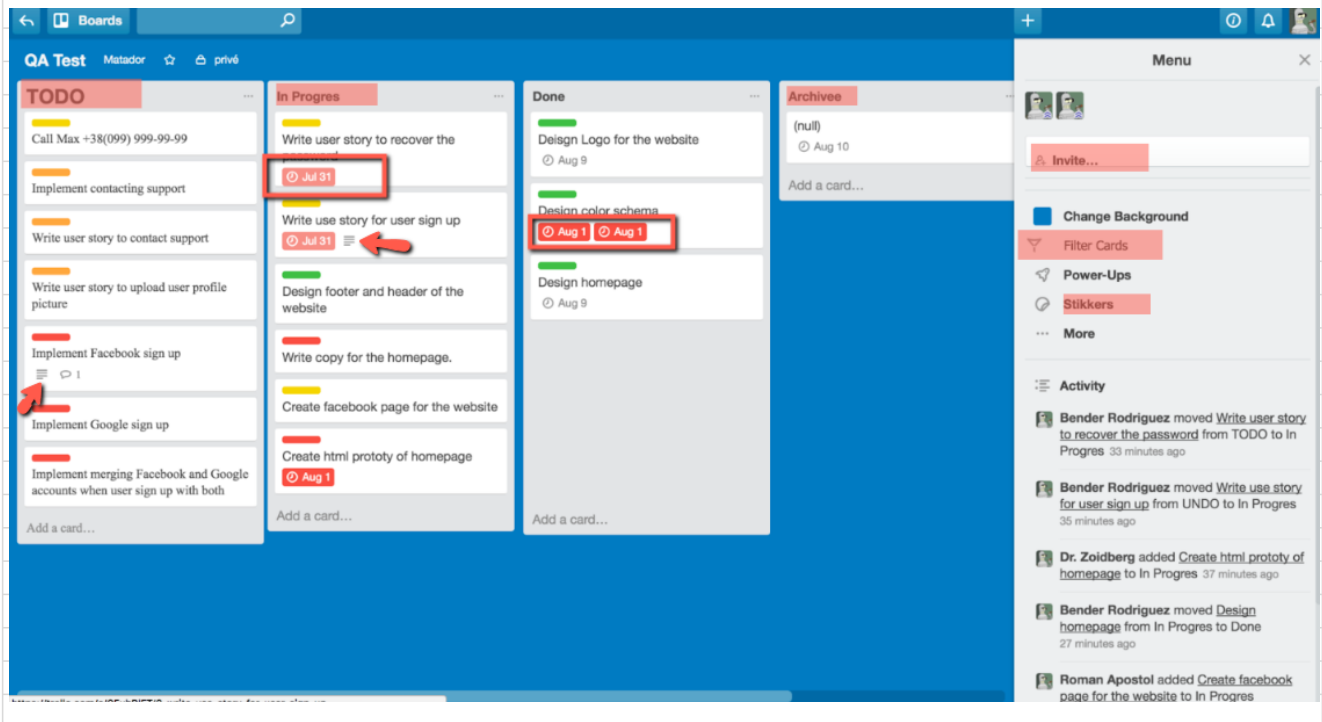 Boards
QA Test Matador privé
TODO
Call Max +38(099) 999-99-99
Implement contacting support
Write user story to contact support
Write user story to upload user profile
picture
Implement Facebook sign up
1
Implement Google sign up
Implement merging Facebook and Google
accounts when user sign up with both
Add a card...
In Progres
Write user story to recover the
password
Jul 31
Write use story for user sign up
Jul 31
Design footer and header of the
website
Write copy for the homepage.
Create facebook page for the website
Create html prototy of homepage
Aug 1
Add a card...
Done
Deisgn Logo for the website
Aug 9
Design color schema
Aug 1 Aug 1
Design homepage
Aug 9
Add a card...
Archivee
(null)
Aug 10
Add a card...
Menu
Invite...
Change Background
Filter Cards
Power-Ups
Stikkers
More
Activity
Bender Rodriguez moved Write user story
to recover the password from TODO to In
Progres 33 minutes ago
Bender Rodriguez moved Write use story
for user sign up from UNDO to In Progres
35 minutes ago
Dr. Zoidberg added Create html prototy of
homepage to In Progres 37 minutes ago
Bender Rodriguez moved Design
homepage from In Progres to Done
27 minutes ago
Roman Apostol added Create facebook
page for the website to In Progres